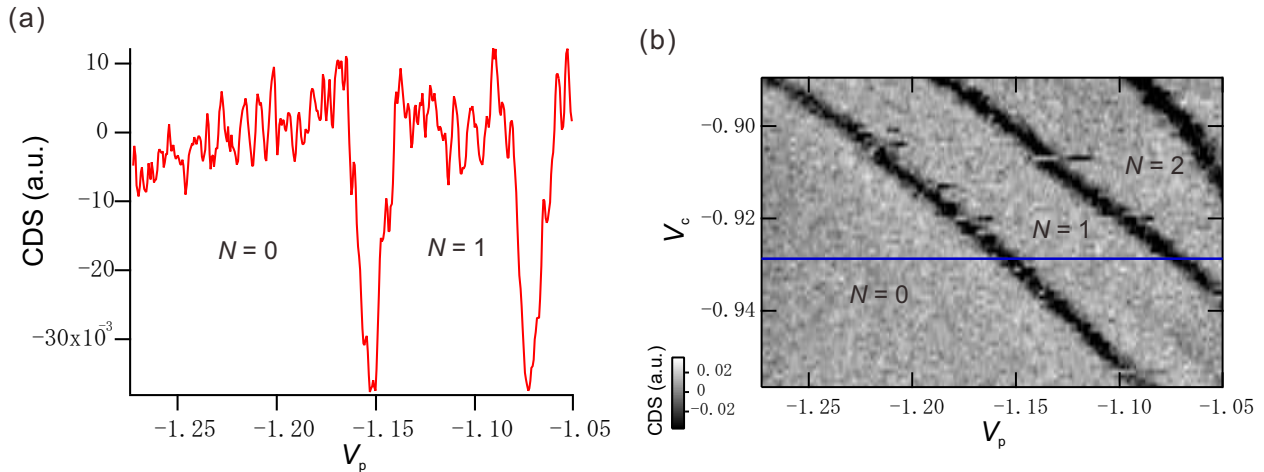 (a)
CDS (a.u.)
10
0
-10
-20
-30x10⁻³
N = 0
N = 1
-1.25
-1.20
-1.15
-1.10
-1.05
Vₚ
(b)
V꜀
-0.90
-0.92
-0.94
N = 2
N = 1
N = 0
CDS (a.u.)
0.02
0
-0.02
-1.25
-1.20
-1.15
-1.10
-1.05
Vₚ